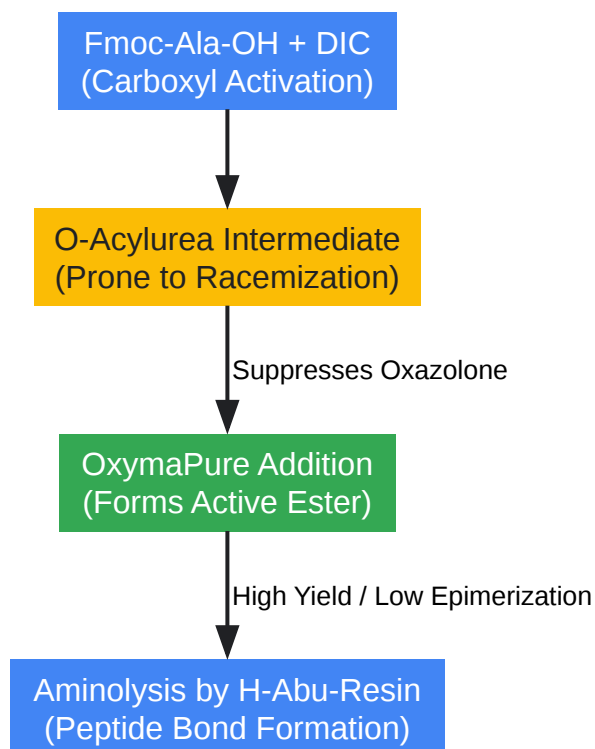 Fmoc-Ala-OH + DIC
(Carboxyl Activation)
O-Acylurea Intermediate
(Prone to Racemization)
Suppresses Oxazolone
OxymaPure Addition
(Forms Active Ester)
High Yield / Low Epimerization
Aminolysis by H-Abu-Resin
(Peptide Bond Formation)